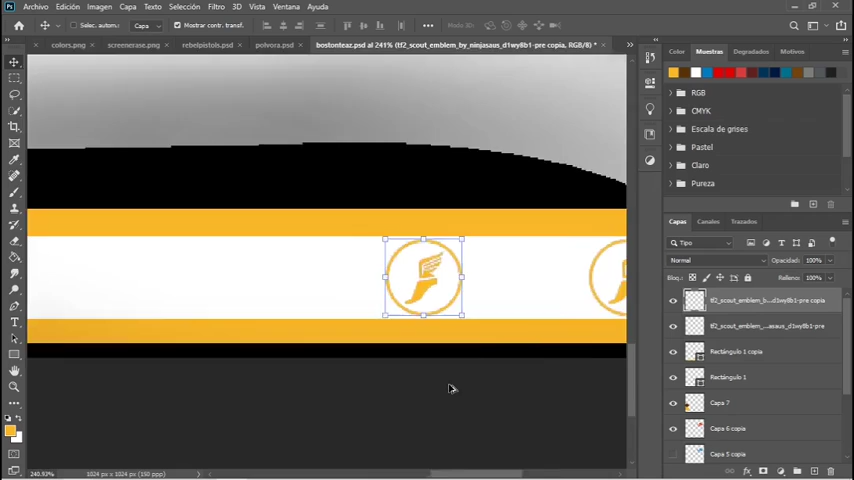 Archivo Edición Imagen Capa Texto Selección Filtro 3D Vista Ventana Ayuda
Selec. autom.: Capa Mostrar contr. transf. Modo 3D:
colors.png × screenerase.png × rebelpistols.psd × polvora.psd × bostonteaz.psd al 241% (tf2_scout_emblem_by_ninjasaus_d1wy8b1-pre copia, RGB/8) * ×
Color Muestras Degradados Motivos
RGB
CMYK
Escala de grises
Pastel
Claro
Pureza
Capas Canales Trazados
Tipo
Normal Opacidad: 100%
Bloq.: Relleno: 100%
tf2_scout_emblem_b...d1wy8b1-pre copia
tf2_scout_emblem_...asaus_d1wy8b1-pre
Rectángulo 1 copia
Rectángulo 1
Capa 7
Capa 6 copia
Capa 5 copia
240.93% 1024 px x 1024 px (150 ppp)